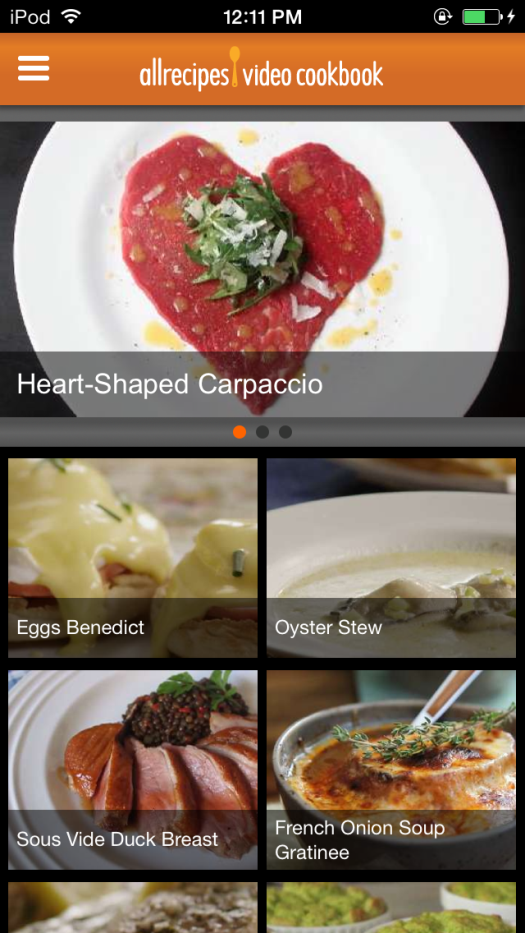 iPod 12:11 PM
allrecipes video cookbook
Heart-Shaped Carpaccio
Eggs Benedict
Oyster Stew
Sous Vide Duck Breast
French Onion Soup
Gratinee